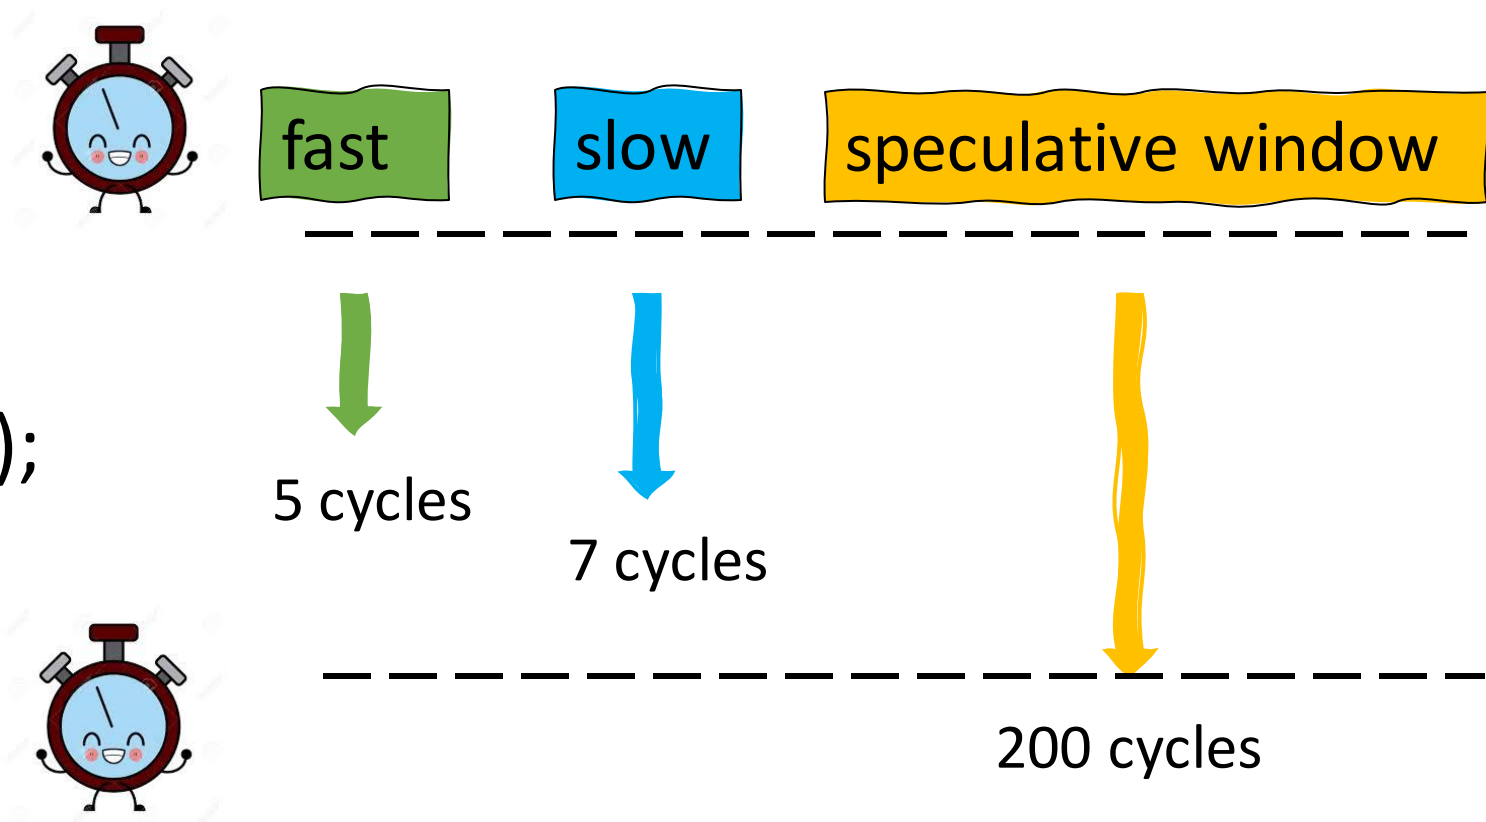 fast
slow
speculative window
);
5 cycles
7 cycles
200 cycles